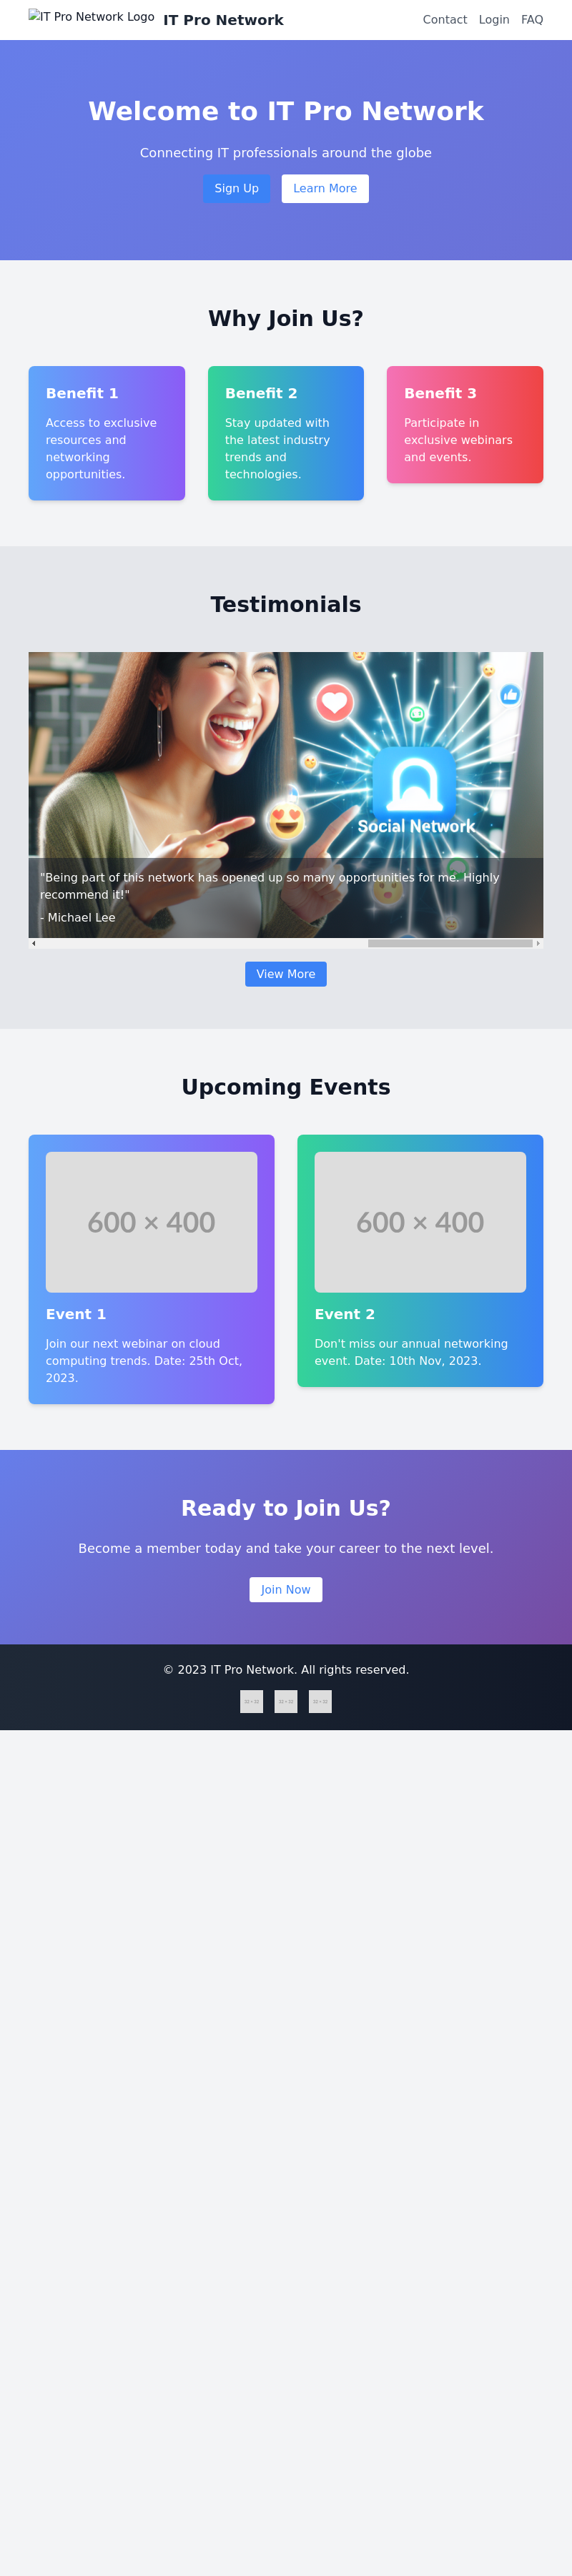 IT Pro Network Logo
IT Pro Network
Contact
Login
FAQ
Welcome to IT Pro Network
Connecting IT professionals around the globe
Sign Up
Learn More
Why Join Us?
Benefit 1
Access to exclusive
resources and
networking
opportunities.
Benefit 2
Stay updated with
the latest industry
trends and
technologies.
Benefit 3
Participate in
exclusive webinars
and events.
Testimonials
Social Network
"Being part of this network has opened up so many opportunities for me. Highly
recommend it!"
- Michael Lee
View More
Upcoming Events
600 × 400
Event 1
Join our next webinar on cloud
computing trends. Date: 25th Oct,
2023.
600 × 400
Event 2
Don't miss our annual networking
event. Date: 10th Nov, 2023.
Ready to Join Us?
Become a member today and take your career to the next level.
Join Now
© 2023 IT Pro Network. All rights reserved.